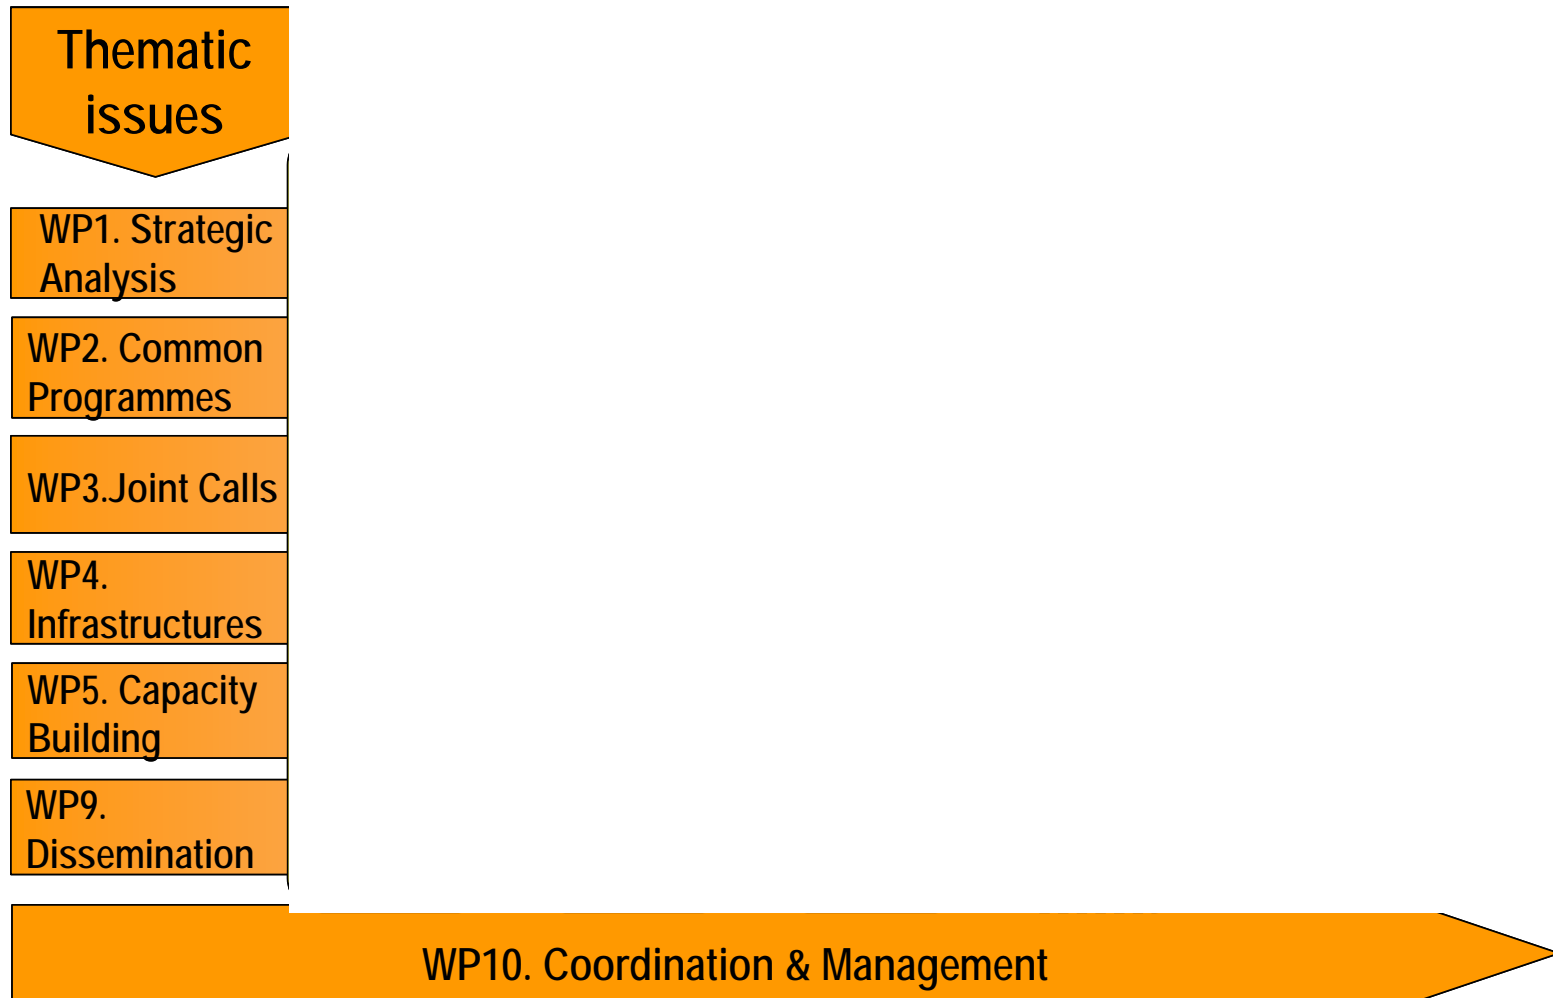 Thematic
issues
WP1. Strategic
Analysis
WP2. Common
Programmes
WP3.Joint Calls
WP4.
Infrastructures
WP5. Capacity
Building
WP9.
Dissemination
WP10. Coordination & Management